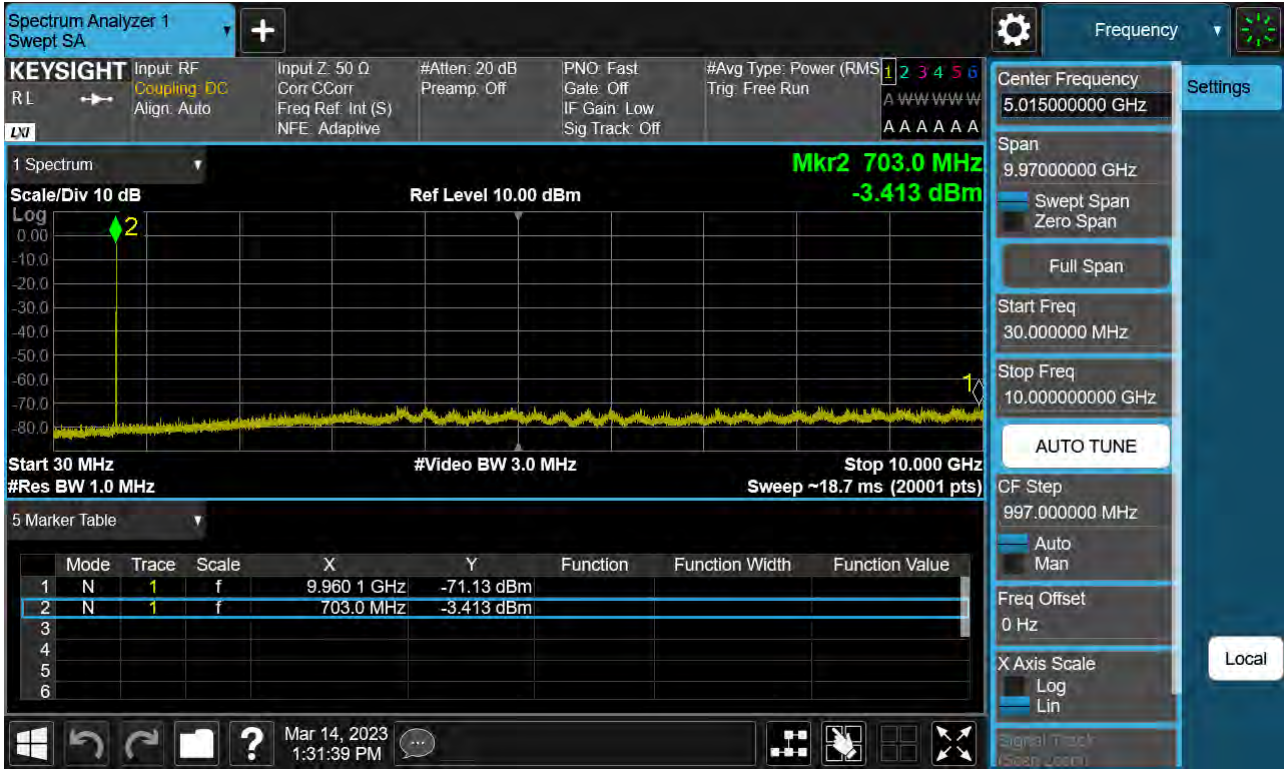 Spectrum Analyzer 1
Swept SA
+
Frequency
KEYSIGHT
RL
LXI
Input: RF
Coupling: DC
Align: Auto
Input Z: 50 Ω
Corr CCorr
Freq Ref: Int (S)
NFE: Adaptive
#Atten: 20 dB
Preamp: Off
PNO: Fast
Gate: Off
IF Gain: Low
Sig Track: Off
#Avg Type: Power (RMS
Trig: Free Run
1 2 3 4 5 6
A W W W W W
A A A A A A
1 Spectrum
Mkr2 703.0 MHz
-3.413 dBm
Scale/Div 10 dB
Ref Level 10.00 dBm
Log
0.00
-10.0
-20.0
-30.0
-40.0
-50.0
-60.0
-70.0
-80.0
2
1
Start 30 MHz
#Video BW 3.0 MHz
Stop 10.000 GHz
#Res BW 1.0 MHz
Sweep ~18.7 ms (20001 pts)
5 Marker Table
Mode Trace Scale X Y Function Function Width Function Value
1 N 1 f 9.960 1 GHz -71.13 dBm
2 N 1 f 703.0 MHz -3.413 dBm
3
4
5
6
Center Frequency
5.015000000 GHz
Settings
Span
9.97000000 GHz
Swept Span
Zero Span
Full Span
Start Freq
30.000000 MHz
Stop Freq
10.000000000 GHz
AUTO TUNE
CF Step
997.000000 MHz
Auto
Man
Freq Offset
0 Hz
X Axis Scale
Log
Lin
Signal Track
(Span Zoom)
Local
?
Mar 14, 2023
1:31:39 PM